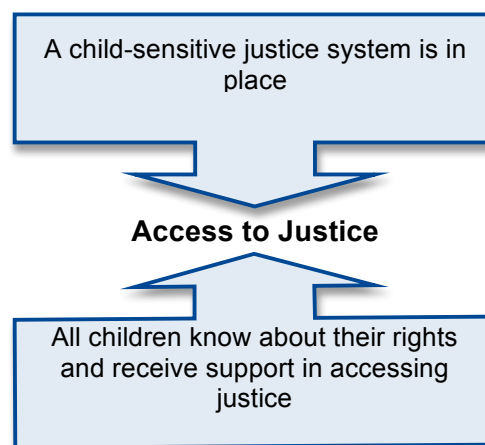 A child-sensitive justice system is in
place
Access to Justice
All children know about their rights
and receive support in accessing
justice